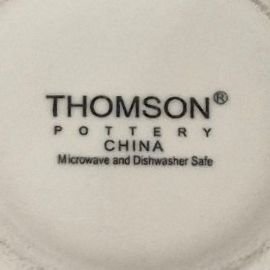 THOMSON®
POTTERY
CHINA
Microwave and Dishwasher Safe